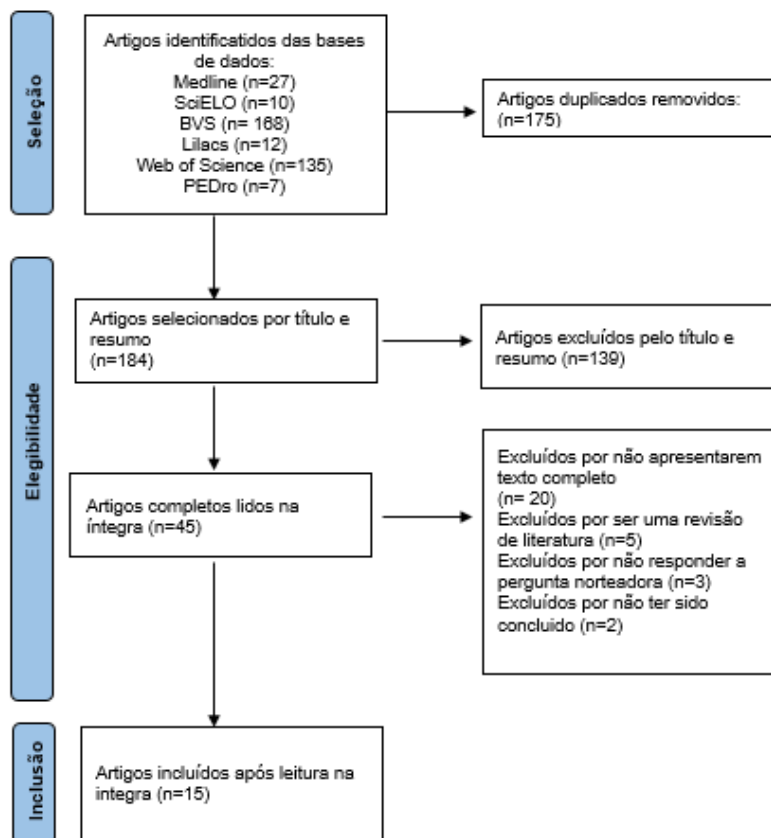 Seleção
Artigos identificatidos das bases
de dados:
Medline (n=27)
SciELO (n=10)
BVS (n= 168)
Lilacs (n=12)
Web of Science (n=135)
PEDro (n=7)
Artigos duplicados removidos:
(n=175)
Elegibilidade
Artigos selecionados por título e
resumo
(n=184)
Artigos excluídos pelo título e
resumo (n=139)
Artigos completos lidos na
íntegra (n=45)
Excluídos por não apresentarem
texto completo
(n= 20)
Excluídos por ser uma revisão
de literatura (n=5)
Excluídos por não responder a
pergunta norteadora (n=3)
Excluídos por não ter sido
concluido (n=2)
Inclusão
Artigos incluídos após leitura na
integra (n=15)